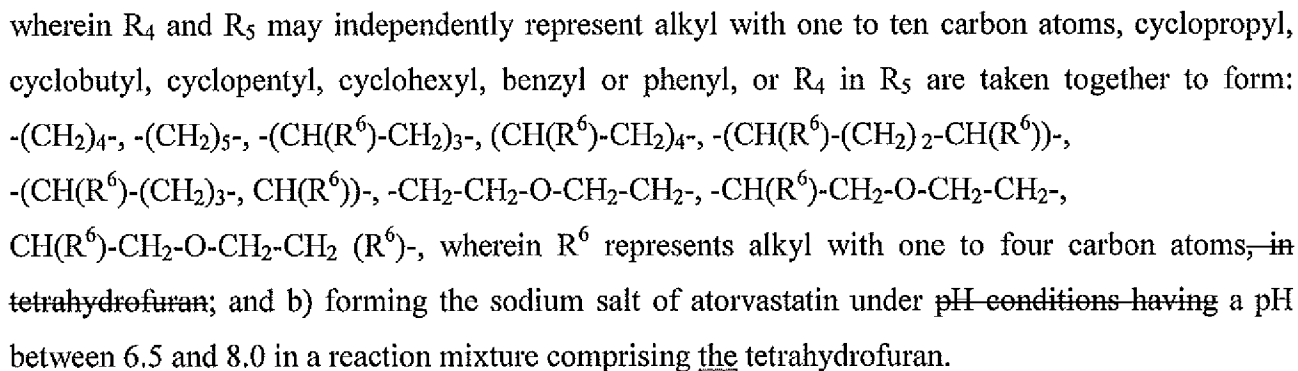 wherein R₄ and R₅ may independently represent alkyl with one to ten carbon atoms, cyclopropyl,
cyclobutyl, cyclopentyl, cyclohexyl, benzyl or phenyl, or R₄ in R₅ are taken together to form:
-(CH₂)₄-, -(CH₂)₅-, -(CH(R⁶)-CH₂)₃-, (CH(R⁶)-CH₂)₄-, -(CH(R⁶)-(CH₂) ₂-CH(R⁶))-,
-(CH(R⁶)-(CH₂)₃-, CH(R⁶))-, -CH₂-CH₂-O-CH₂-CH₂-, -CH(R⁶)-CH₂-O-CH₂-CH₂-,
CH(R⁶)-CH₂-O-CH₂-CH₂ (R⁶)-, wherein R⁶ represents alkyl with one to four carbon atoms, in
tetrahydrofuran; and b) forming the sodium salt of atorvastatin under pH conditions having a pH
between 6.5 and 8.0 in a reaction mixture comprising the tetrahydrofuran.